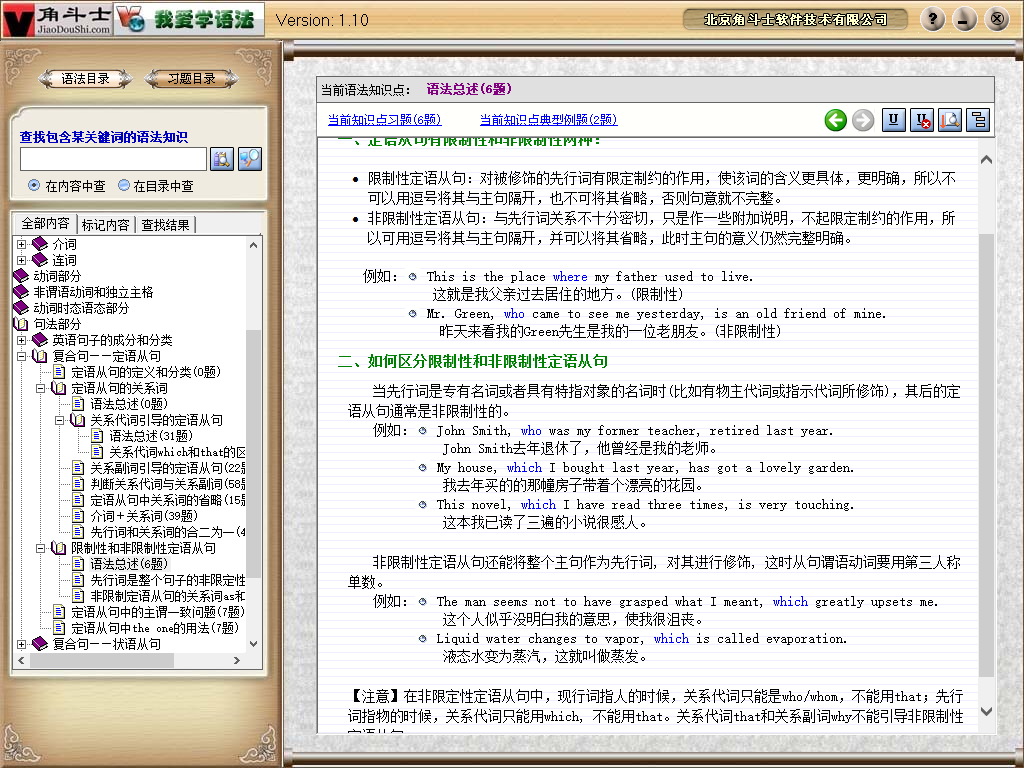 角斗士
JiaoDouShi.com
我爱学语法
Version: 1.10
北京角斗士软件技术有限公司
语法目录
习题目录
查找包含某关键词的语法知识
在内容中查
在目录中查
全部内容
标记内容
查找结果
介词
连词
动词部分
非谓语动词和独立主格
动词时态语态部分
句法部分
英语句子的成分和分类
复合句－－定语从句
定语从句的定义和分类(0题)
定语从句的关系词
语法总述(0题)
关系代词引导的定语从句
语法总述(31题)
关系代词which和that的区
关系副词引导的定语从句(22题
判断关系代词与关系副词(58题
定语从句中关系词的省略(15题
介词＋关系词(39题)
先行词和关系词的合二为一(4
限制性和非限制性定语从句
语法总述(6题)
先行词是整个句子的非限定性
非限制定语从句的关系词as和
定语从句中的主谓一致问题(7题)
定语从句中the one的用法(7题)
复合句－－状语从句
当前语法知识点：
语法总述(6题)
当前知识点习题(6题)
当前知识点典型例题(2题)
一、定语从句有限制性和非限制性两种：
限制性定语从句：对被修饰的先行词有限定制约的作用，使该词的含义更具体，更明确，所以不
可以用逗号将其与主句隔开，也不可将其省略，否则句意就不完整。
非限制性定语从句：与先行词关系不十分密切，只是作一些附加说明，不起限定制约的作用，所
以可用逗号将其与主句隔开，并可以将其省略，此时主句的意义仍然完整明确。
例如： This is the place where my father used to live.
这就是我父亲过去居住的地方。(限制性)
Mr. Green, who came to see me yesterday, is an old friend of mine.
昨天来看我的Green先生是我的一位老朋友。(非限制性)
二、如何区分限制性和非限制性定语从句
当先行词是专有名词或者具有特指对象的名词时(比如有物主代词或指示代词所修饰)，其后的定
语从句通常是非限制性的。
例如： John Smith, who was my former teacher, retired last year.
John Smith去年退休了，他曾经是我的老师。
My house, which I bought last year, has got a lovely garden.
我去年买的的那幢房子带着个漂亮的花园。
This novel, which I have read three times, is very touching.
这本我已读了三遍的小说很感人。
非限制性定语从句还能将整个主句作为先行词, 对其进行修饰, 这时从句谓语动词要用第三人称
单数。
例如： The man seems not to have grasped what I meant, which greatly upsets me.
这个人似乎没明白我的意思，使我很沮丧。
Liquid water changes to vapor, which is called evaporation.
液态水变为蒸汽，这就叫做蒸发。
【注意】在非限定性定语从句中，现行词指人的时候，关系代词只能是who/whom，不能用that；先行
词指物的时候，关系代词只能用which, 不能用that。关系代词that和关系副词why不能引导非限制性
定语从句